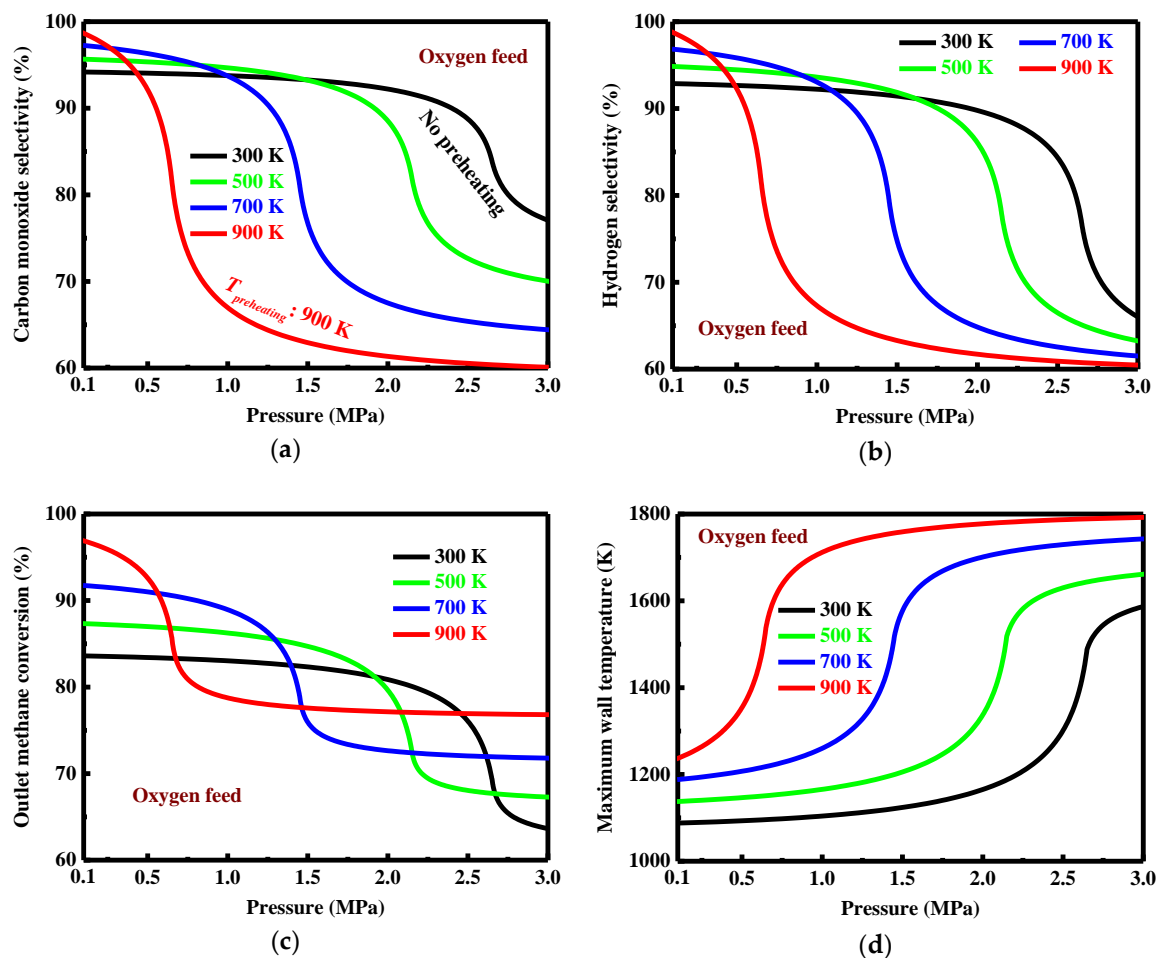 100
90
80
70
60
Carbon monoxide selectivity (%)
Oxygen feed
No preheating
300 K
500 K
700 K
900 K
T preheating : 900 K
0.1 0.5 1.0 1.5 2.0 2.5 3.0
Pressure (MPa)
(a)
100
90
80
70
60
Hydrogen selectivity (%)
300 K 700 K
500 K 900 K
Oxygen feed
0.1 0.5 1.0 1.5 2.0 2.5 3.0
Pressure (MPa)
(b)
100
90
80
70
60
Outlet methane conversion (%)
300 K
500 K
700 K
900 K
Oxygen feed
0.1 0.5 1.0 1.5 2.0 2.5 3.0
Pressure (MPa)
(c)
1800
1600
1400
1200
1000
Maximum wall temperature (K)
Oxygen feed
300 K
500 K
700 K
900 K
0.1 0.5 1.0 1.5 2.0 2.5 3.0
Pressure (MPa)
(d)